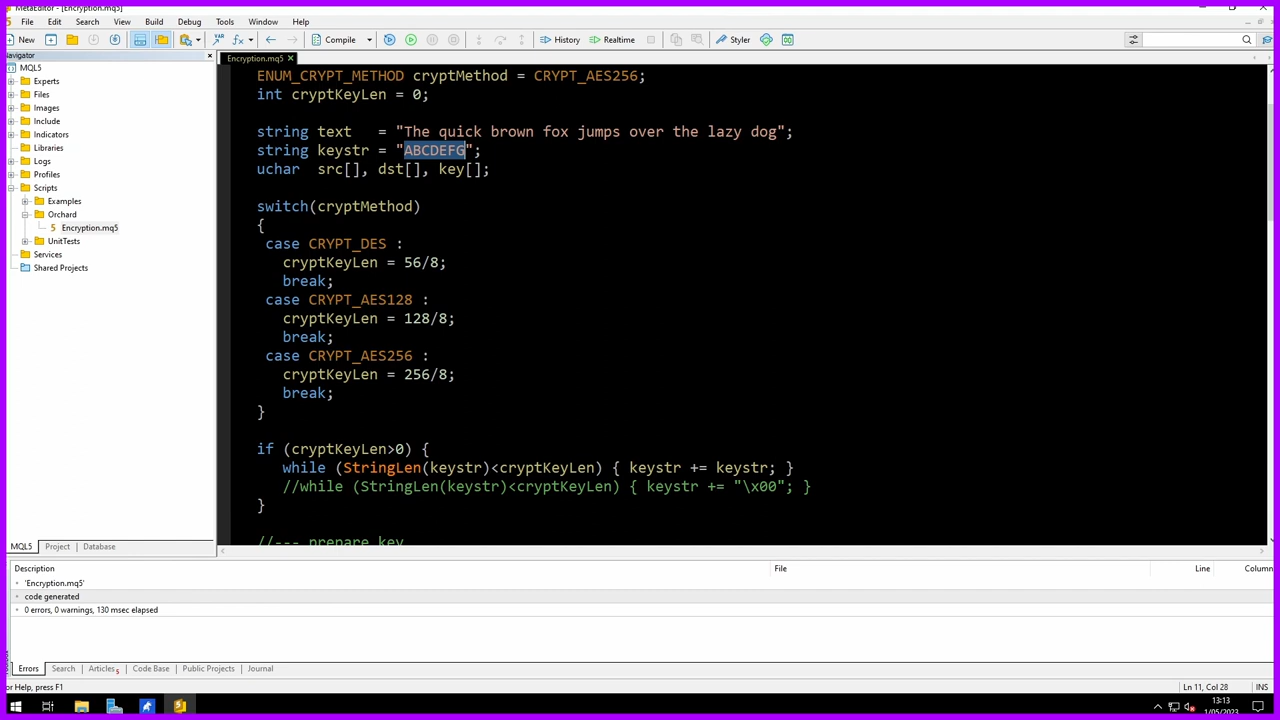 MetaEditor - [Encryption.mq5]
File Edit Search View Build Debug Tools Window Help
New Compile History Realtime Styler
Navigator
Encryption.mq5
MQL5
Experts
Files
Images
Include
Indicators
Libraries
Logs
Profiles
Scripts
Examples
Orchard
Encryption.mq5
UnitTests
Services
Shared Projects
ENUM_CRYPT_METHOD cryptMethod = CRYPT_AES256;
int cryptKeyLen = 0;
string text = "The quick brown fox jumps over the lazy dog";
string keystr = "ABCDEFG";
uchar src[], dst[], key[];
switch(cryptMethod)
{
case CRYPT_DES :
cryptKeyLen = 56/8;
break;
case CRYPT_AES128 :
cryptKeyLen = 128/8;
break;
case CRYPT_AES256 :
cryptKeyLen = 256/8;
break;
}
if (cryptKeyLen>0) {
while (StringLen(keystr)<cryptKeyLen) { keystr += keystr; }
//while (StringLen(keystr)<cryptKeyLen) { keystr += "\x00"; }
}
//--- prepare key
MQL5 Project Database
Description File Line Column
'Encryption.mq5'
code generated
0 errors, 0 warnings, 130 msec elapsed
Errors Search Articles 5 Code Base Public Projects Journal
or Help, press F1 Ln 11, Col 28 INS
13:13
1/05/2023